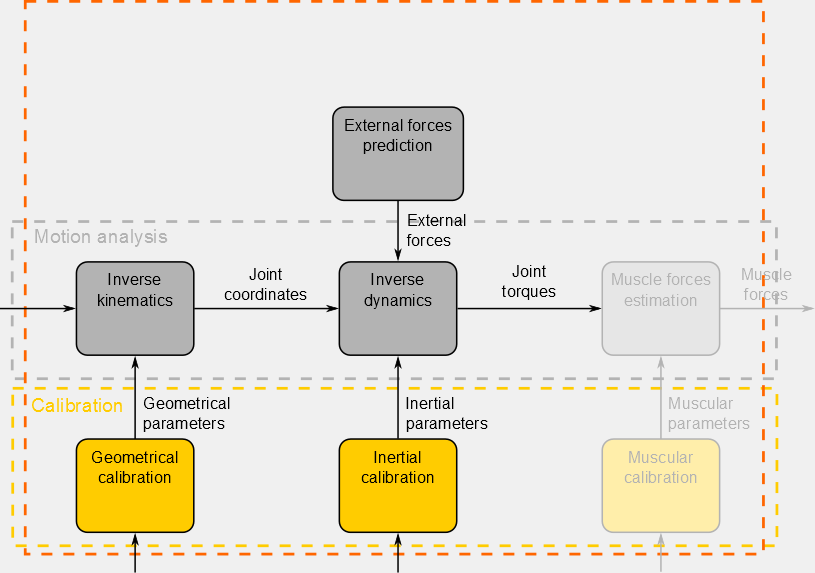 External forces
prediction
External
forces
Motion analysis
Inverse
kinematics
Joint
coordinates
Inverse
dynamics
Joint
torques
Muscle forces
estimation
Muscle
forces
Calibration
Geometrical
parameters
Inertial
parameters
Muscular
parameters
Geometrical
calibration
Inertial
calibration
Muscular
calibration